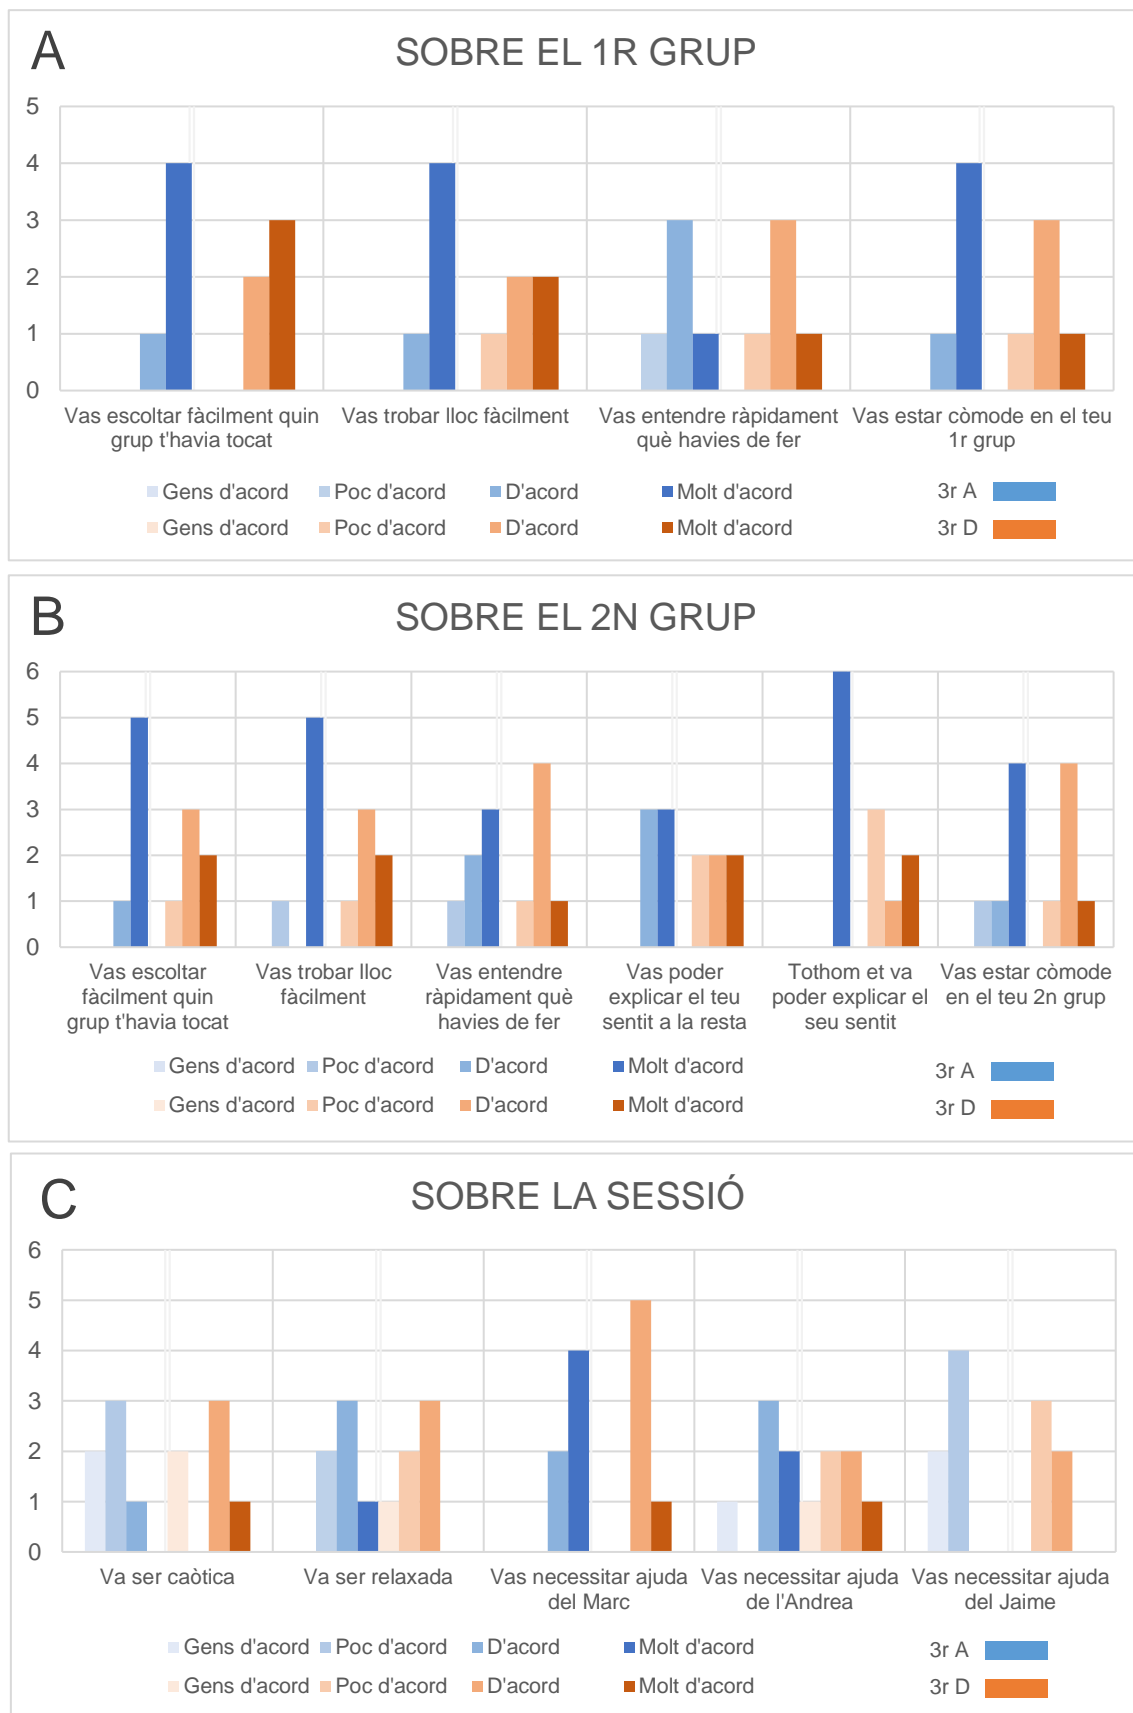 A
SOBRE EL 1R GRUP
5
4
3
2
1
0
Vas escoltar fàcilment quin
grup t'havia tocat
Vas trobar lloc fàcilment
Vas entendre ràpidament
què havies de fer
Vas estar còmode en el teu
1r grup
Gens d'acord Poc d'acord D'acord Molt d'acord 3r A
Gens d'acord Poc d'acord D'acord Molt d'acord 3r D
B
SOBRE EL 2N GRUP
6
5
4
3
2
1
0
Vas escoltar
fàcilment quin
grup t'havia tocat
Vas trobar lloc
fàcilment
Vas entendre
ràpidament què
havies de fer
Vas poder
explicar el teu
sentit a la resta
Tothom et va
poder explicar el
seu sentit
Vas estar còmode
en el teu 2n grup
Gens d'acord Poc d'acord D'acord Molt d'acord 3r A
Gens d'acord Poc d'acord D'acord Molt d'acord 3r D
C
SOBRE LA SESSIÓ
6
5
4
3
2
1
0
Va ser caòtica
Va ser relaxada
Vas necessitar ajuda
del Marc
Vas necessitar ajuda
de l'Andrea
Vas necessitar ajuda
del Jaime
Gens d'acord Poc d'acord D'acord Molt d'acord 3r A
Gens d'acord Poc d'acord D'acord Molt d'acord 3r D